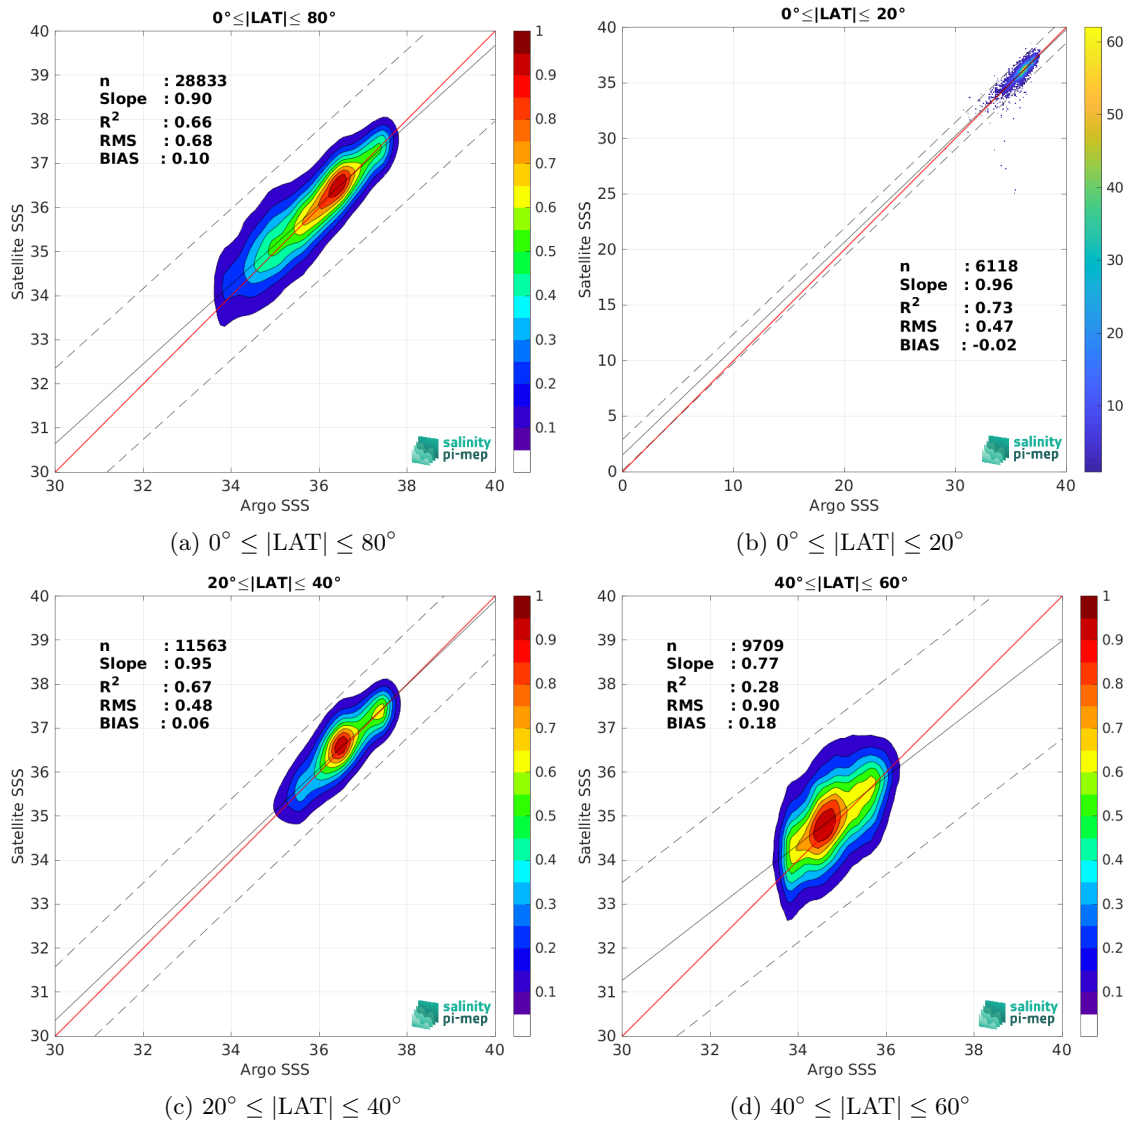 0°≤|LAT|≤ 80°
40
39
38
37
36
35
34
33
32
31
30
Satellite SSS
n : 28833
Slope : 0.90
R² : 0.66
RMS : 0.68
BIAS : 0.10
salinity
pi-mep
30 32 34 36 38 40
Argo SSS
1
0.9
0.8
0.7
0.6
0.5
0.4
0.3
0.2
0.1
(a) 0° ≤ |LAT| ≤ 80°
0°≤|LAT|≤ 20°
40
35
30
25
20
15
10
5
0
Satellite SSS
n : 6118
Slope : 0.96
R² : 0.73
RMS : 0.47
BIAS : -0.02
salinity
pi-mep
0 10 20 30 40
Argo SSS
60
50
40
30
20
10
(b) 0° ≤ |LAT| ≤ 20°
20°≤|LAT|≤ 40°
40
39
38
37
36
35
34
33
32
31
30
Satellite SSS
n : 11563
Slope : 0.95
R² : 0.67
RMS : 0.48
BIAS : 0.06
salinity
pi-mep
30 32 34 36 38 40
Argo SSS
1
0.9
0.8
0.7
0.6
0.5
0.4
0.3
0.2
0.1
(c) 20° ≤ |LAT| ≤ 40°
40°≤|LAT|≤ 60°
40
39
38
37
36
35
34
33
32
31
30
Satellite SSS
n : 9709
Slope : 0.77
R² : 0.28
RMS : 0.90
BIAS : 0.18
salinity
pi-mep
30 32 34 36 38 40
Argo SSS
1
0.9
0.8
0.7
0.6
0.5
0.4
0.3
0.2
0.1
(d) 40° ≤ |LAT| ≤ 60°